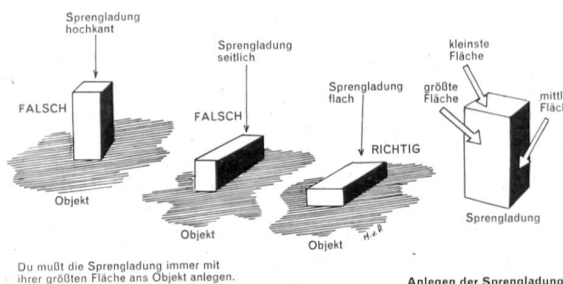 Sprengladung
hochkant
FALSCH
Objekt
Sprengladung
seitlich
FALSCH
Objekt
Sprengladung
flach
RICHTIG
Objekt
kleinste
Fläche
größte
Fläche
mittl
Fläch
Sprengladung
Du mußt die Sprengladung immer mit
ihrer größten Fläche ans Objekt anlegen.
Anlegen der Sprengladung